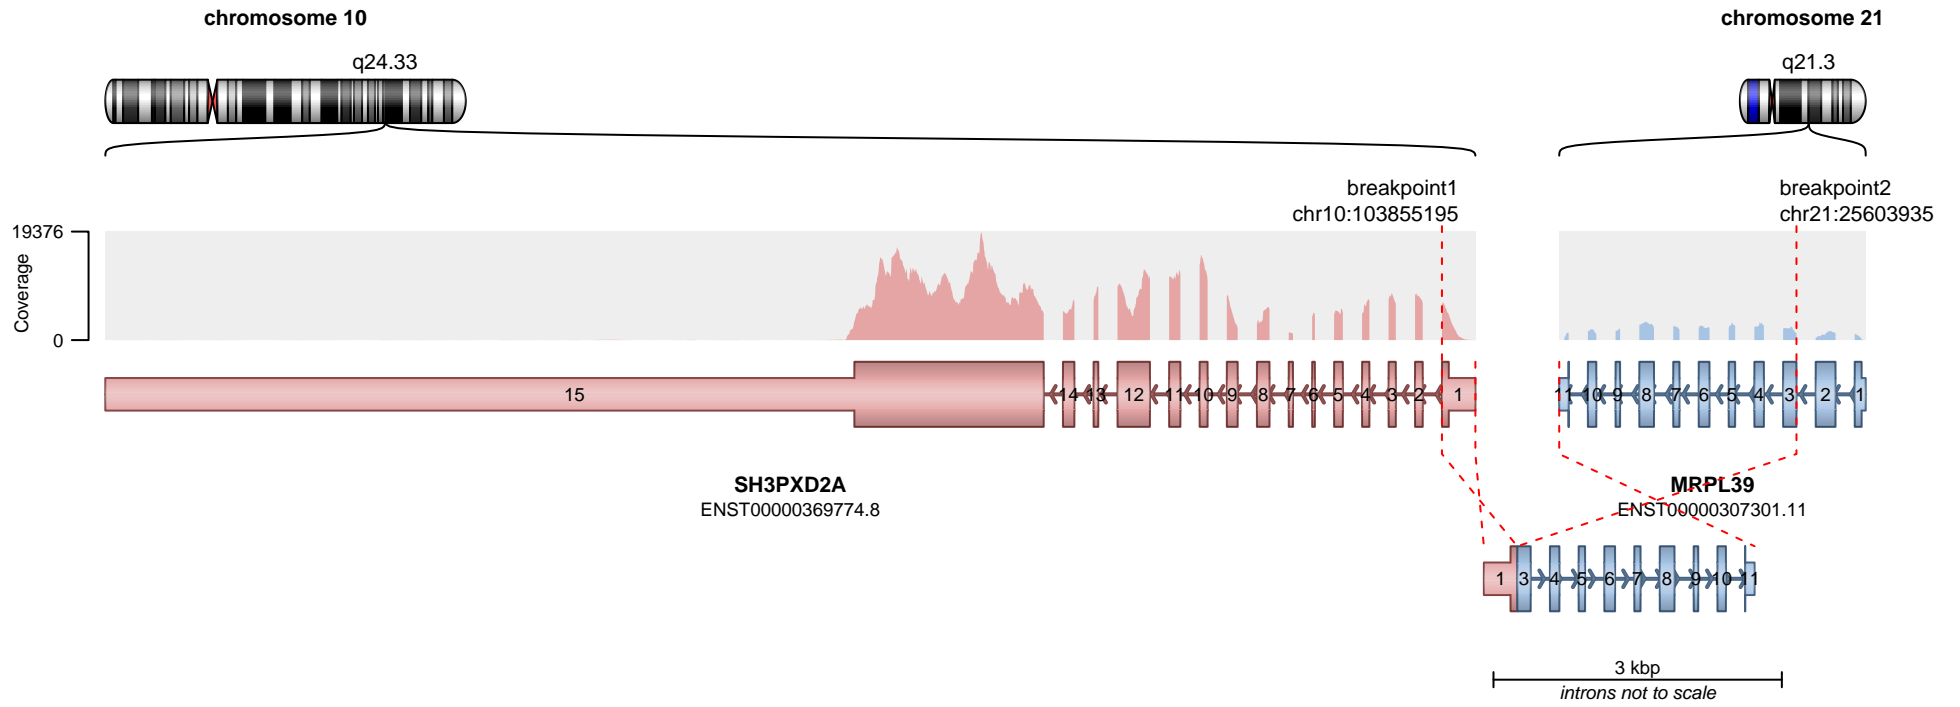 chromosome 10
chromosome 21
q24.33
q21.3
breakpoint1
chr10:103855195
breakpoint2
chr21:25603935
19376
Coverage
0
15 14 13 12 11 10 9 8 7 6 5 4 3 2 1
11 10 9 8 7 6 5 4 3 2 1
SH3PXD2A
ENST00000369774.8
MRPL39
ENST00000307301.11
1 3 4 5 6 7 8 9 10 11
3 kbp
introns not to scale